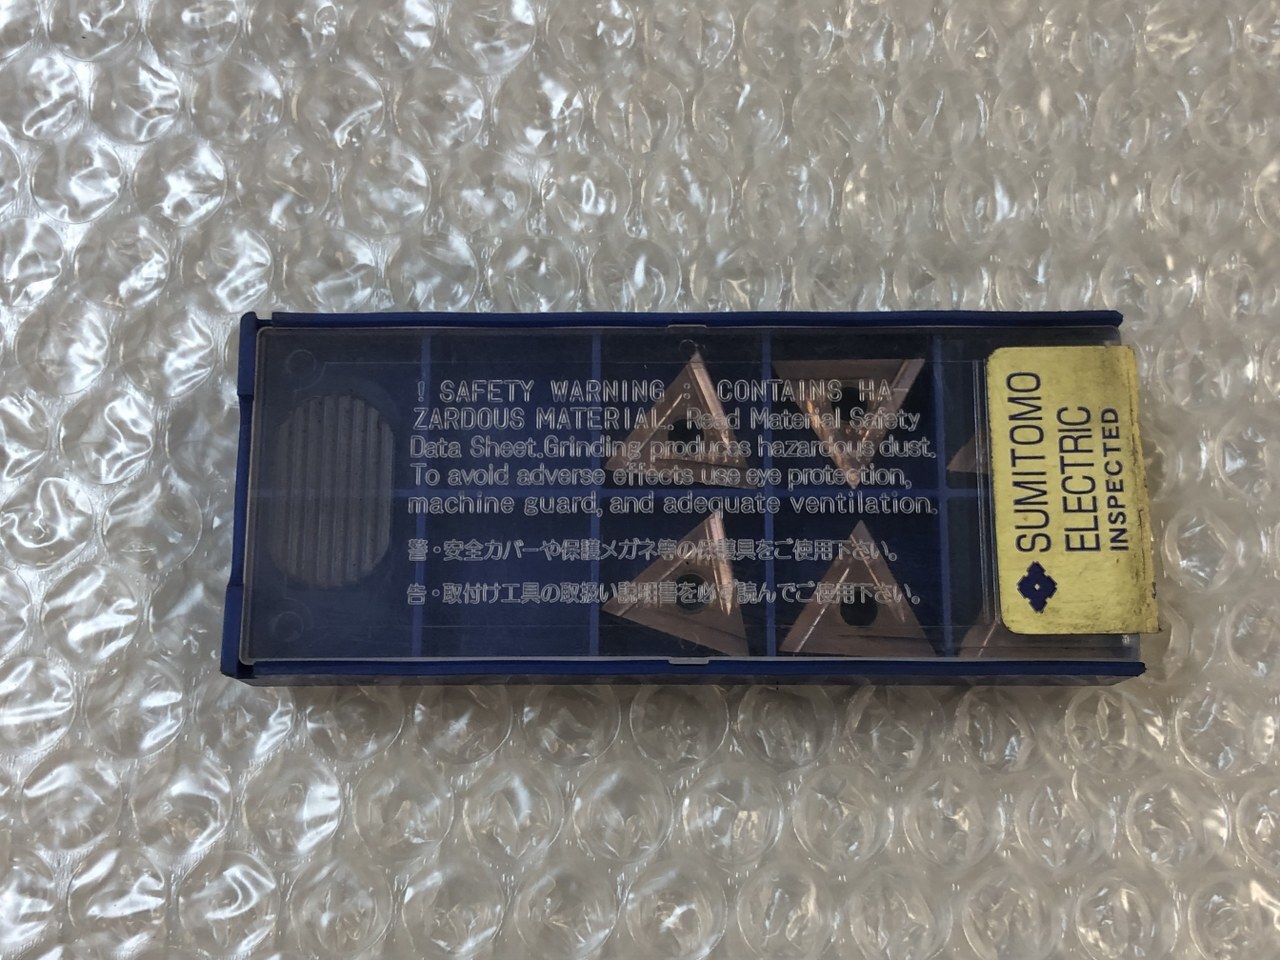 ! SAFETY WARNING : CONTAINS HA-
ZARDOUS MATERIAL. Read Material Safety
Data Sheet.Grinding produces hazardous dust.
To avoid adverse effects use eye protection,
machine guard, and adequate ventilation.
警・安全カバーや保護メガネ等の保護具をご使用下さい。
告・取付け工具の取扱い説明書を必ず読んでご使用下さい。
SUMITOMO
ELECTRIC
INSPECTED